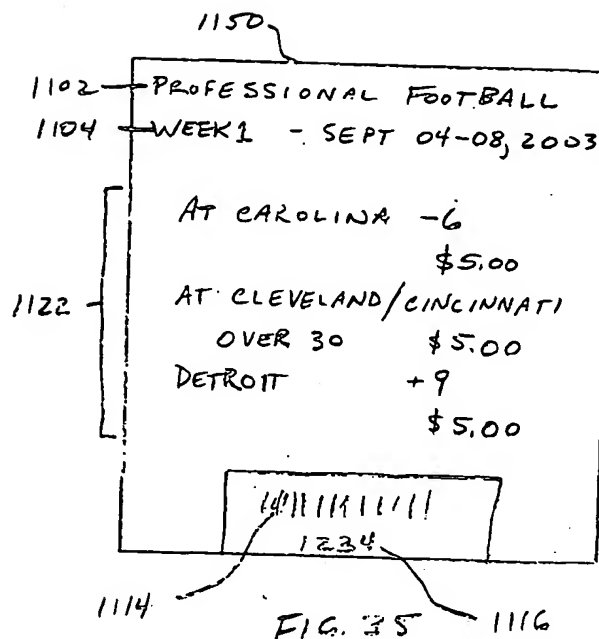 1150
1102 PROFESSIONAL FOOTBALL
1104 WEEK 1 - SEPT 04-08, 2003
AT CAROLINA -6
$5.00
1122
AT CLEVELAND/CINCINNATI
OVER 30 $5.00
DETROIT +9
$5.00
1234
1114 FIG. 35 1116